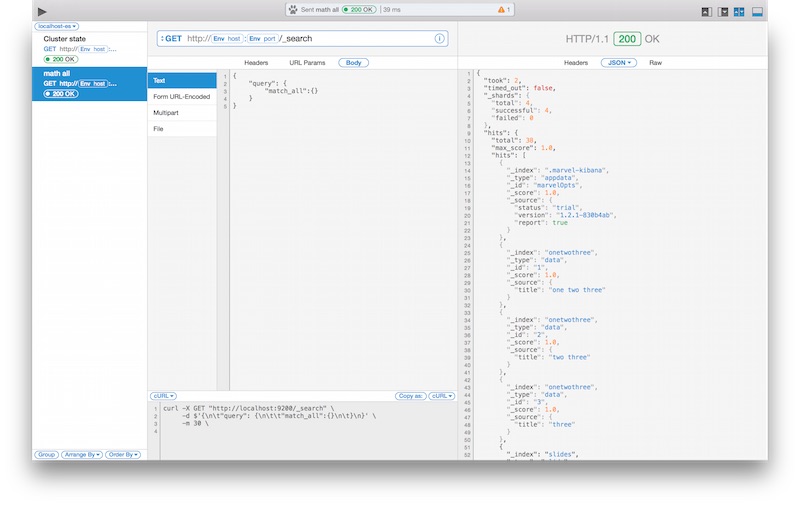 Sent math all 200 OK | 39 ms
1
localhost-es
Cluster state
GET http://Env host:...
200 OK
math all
GET http://Env host:...
200 OK
GET http://Env host:Env port/_search
Headers URL Params Body
Text
Form URL-Encoded
Multipart
File
1 {
2 "query": {
3 "match_all":{}
4 }
5 }
cURL
Copy as: cURL
1 curl -X GET "http://localhost:9200/_search" \
2 -d $'{\n\t"query": {\n\t\t"match_all":{}\n\t}\n}' \
3 -m 30 \
4
Group Arrange By Order By
HTTP/1.1 200 OK
Headers JSON Raw
1 {
2 "took": 2,
3 "timed_out": false,
4 "_shards": {
5 "total": 4,
6 "successful": 4,
7 "failed": 0
8 },
9 "hits": {
10 "total": 36,
11 "max_score": 1.0,
12 "hits": [
13 {
14 "_index": ".marvel-kibana",
15 "_type": "appdata",
16 "_id": "marvelOpts",
17 "_score": 1.0,
18 "_source": {
19 "status": "trial",
20 "version": "1.2.1-830b4ab",
21 "report": true
22 }
23 },
24 {
25 "_index": "onetwothree",
26 "_type": "data",
27 "_id": "1",
28 "_score": 1.0,
29 "_source": {
30 "title": "one two three"
31 }
32 },
33 {
34 "_index": "onetwothree",
35 "_type": "data",
36 "_id": "2",
37 "_score": 1.0,
38 "_source": {
39 "title": "two three"
40 }
41 },
42 {
43 "_index": "onetwothree",
44 "_type": "data",
45 "_id": "3",
46 "_score": 1.0,
47 "_source": {
48 "title": "three"
49 }
50 },
51 {
52 "_index": "slides",